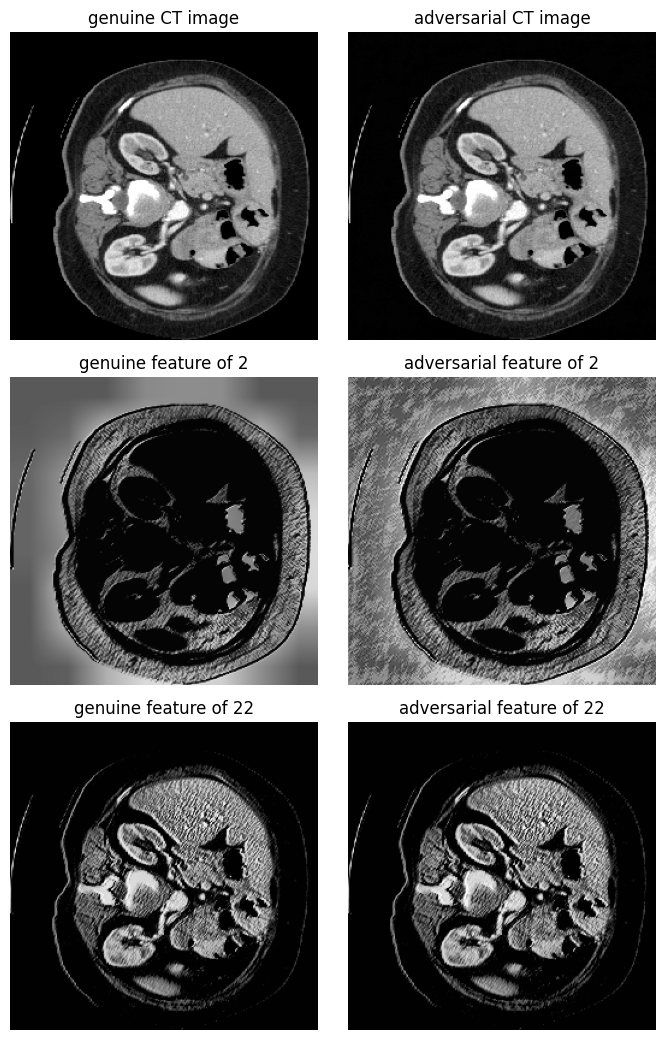 genuine CT image
adversarial CT image
genuine feature of 2
adversarial feature of 2
genuine feature of 22
adversarial feature of 22